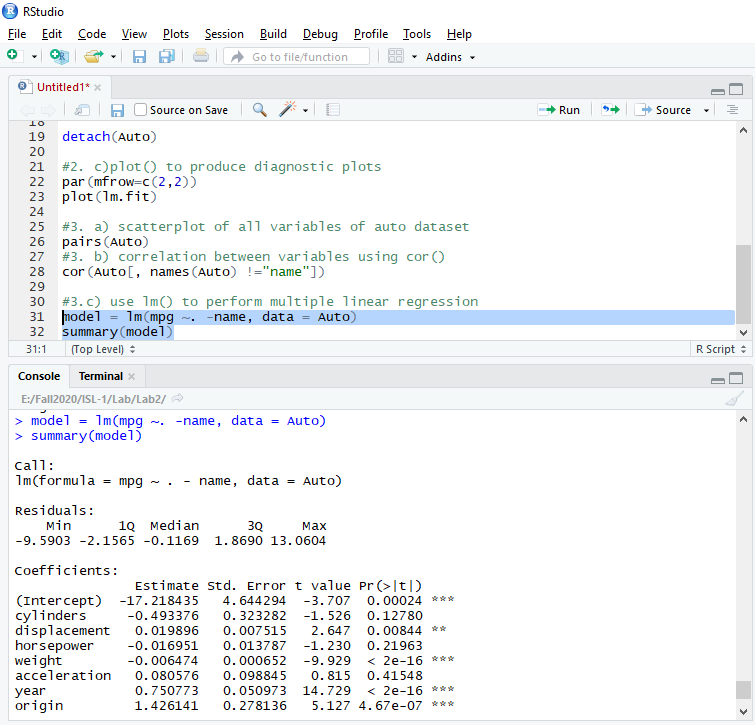 RStudio
File Edit Code View Plots Session Build Debug Profile Tools Help
Go to file/function Addins
Untitled1*
Source on Save Run Source
18
19 detach(Auto)
20
21 #2. c)plot() to produce diagnostic plots
22 par(mfrow=c(2,2))
23 plot(lm.fit)
24
25 #3. a) scatterplot of all variables of auto dataset
26 pairs(Auto)
27 #3. b) correlation between variables using cor()
28 cor(Auto[, names(Auto) !="name"])
29
30 #3.c) use lm() to perform multiple linear regression
31 model = lm(mpg ~. -name, data = Auto)
32 summary(model)
31:1 (Top Level) R Script
Console Terminal
E:/Fall2020/ISL-1/Lab/Lab2/
> model = lm(mpg ~. -name, data = Auto)
> summary(model)
Call:
lm(formula = mpg ~ . - name, data = Auto)
Residuals:
Min 1Q Median 3Q Max
-9.5903 -2.1565 -0.1169 1.8690 13.0604
Coefficients:
Estimate Std. Error t value Pr(>|t|)
(Intercept) -17.218435 4.644294 -3.707 0.00024 ***
cylinders -0.493376 0.323282 -1.526 0.12780
displacement 0.019896 0.007515 2.647 0.00844 **
horsepower -0.016951 0.013787 -1.230 0.21963
weight -0.006474 0.000652 -9.929 < 2e-16 ***
acceleration 0.080576 0.098845 0.815 0.41548
year 0.750773 0.050973 14.729 < 2e-16 ***
origin 1.426141 0.278136 5.127 4.67e-07 ***